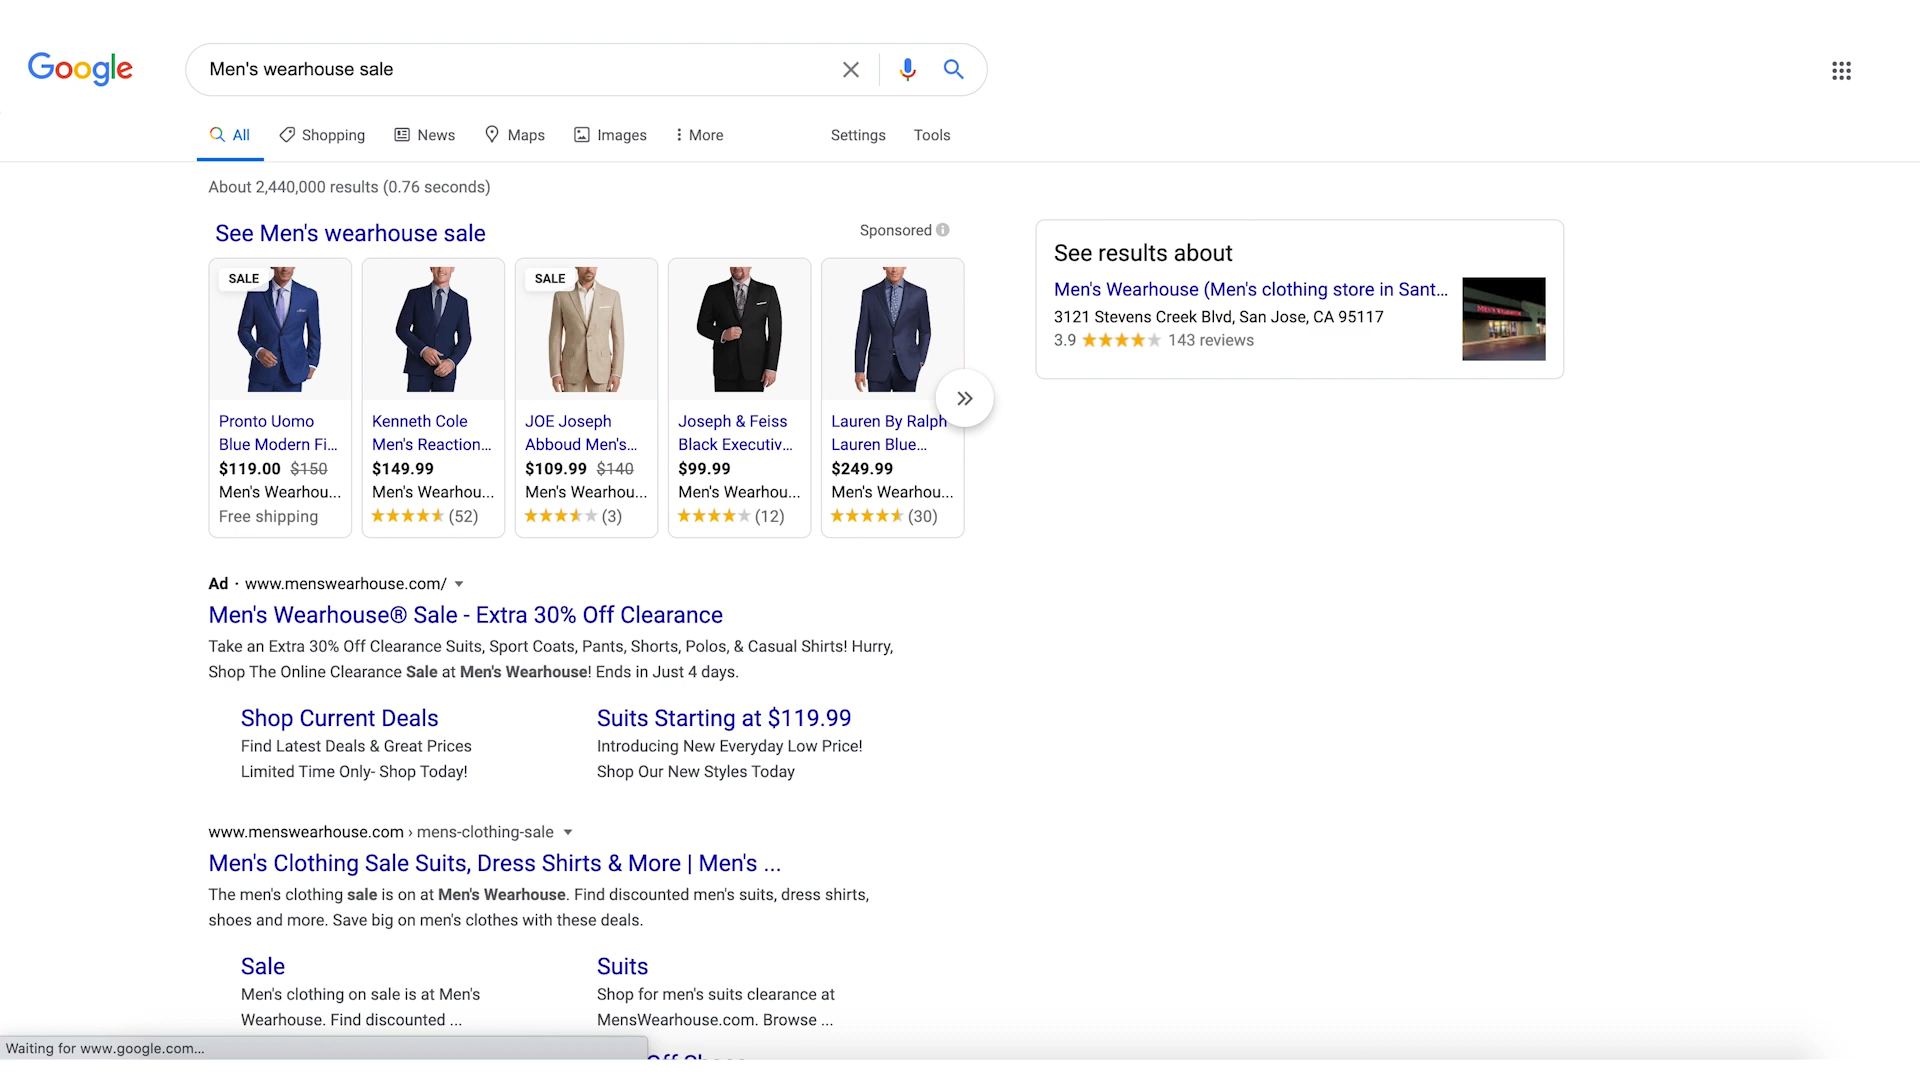 Google
Men's wearhouse sale
All
Shopping
News
Maps
Images
More
Settings
Tools
About 2,440,000 results (0.76 seconds)
See Men's wearhouse sale
Sponsored
SALE
Pronto Uomo
Blue Modern Fi...
$119.00 $150
Men's Wearhou...
Free shipping
Kenneth Cole
Men's Reaction...
$149.99
Men's Wearhou...
(52)
SALE
JOE Joseph
Abboud Men's...
$109.99 $140
Men's Wearhou...
(3)
Joseph & Feiss
Black Executiv...
$99.99
Men's Wearhou...
(12)
Lauren By Ralph
Lauren Blue...
$249.99
Men's Wearhou...
(30)
See results about
Men's Wearhouse (Men's clothing store in Sant...
3121 Stevens Creek Blvd, San Jose, CA 95117
3.9 143 reviews
Ad · www.menswearhouse.com/
Men's Wearhouse® Sale - Extra 30% Off Clearance
Take an Extra 30% Off Clearance Suits, Sport Coats, Pants, Shorts, Polos, & Casual Shirts! Hurry,
Shop The Online Clearance Sale at Men's Wearhouse! Ends in Just 4 days.
Shop Current Deals
Find Latest Deals & Great Prices
Limited Time Only- Shop Today!
Suits Starting at $119.99
Introducing New Everyday Low Price!
Shop Our New Styles Today
www.menswearhouse.com › mens-clothing-sale
Men's Clothing Sale Suits, Dress Shirts & More | Men's ...
The men's clothing sale is on at Men's Wearhouse. Find discounted men's suits, dress shirts,
shoes and more. Save big on men's clothes with these deals.
Sale
Men's clothing on sale is at Men's
Wearhouse. Find discounted ...
Suits
Shop for men's suits clearance at
MensWearhouse.com. Browse ...
Waiting for www.google.com...